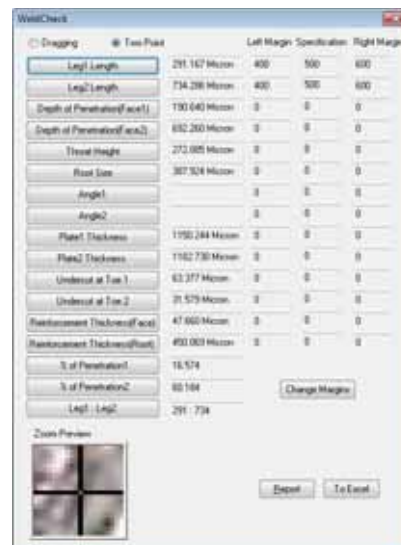 WeldCheck
Dragging Two Point Left Margin Specification Right Margin
Leg1 Length 291.167 Micron 400 500 600
Leg2 Length 734.286 Micron 400 500 600
Depth of Penetration(Face1) 190.640 Micron 0 0 0
Depth of Penetration(Face2) 692.260 Micron 0 0 0
Throat Height 272.085 Micron 0 0 0
Root Size 387.924 Micron 0 0 0
Angle1 0 0 0
Angle2 0 0 0
Plate1 Thickness 1150.244 Micron 0 0 0
Plate2 Thickness 1182.730 Micron 0 0 0
Undercut at Toe 1 63.377 Micron 0 0 0
Undercut at Toe 2 31.579 Micron 0 0 0
Reinforcement Thickness(Face) 47.660 Micron 0 0 0
Reinforcement Thickness(Root) 450.003 Micron 0 0 0
% of Penetration1 16.574
% of Penetration2
Change Margins
Leg1 : Leg2 291 : 734
Zoom Preview
Report To Excel